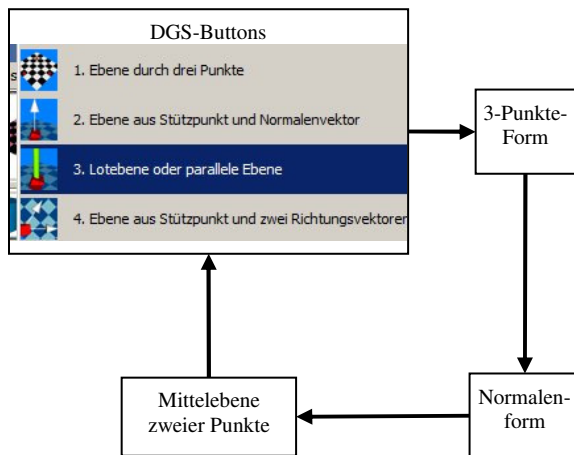 DGS-Buttons
s
1. Ebene durch drei Punkte
2. Ebene aus Stützpunkt und Normalenvektor
3. Lotebene oder parallele Ebene
4. Ebene aus Stützpunkt und zwei Richtungsvektoren
3-Punkte-
Form
Normalen-
form
Mittelebene
zweier Punkte